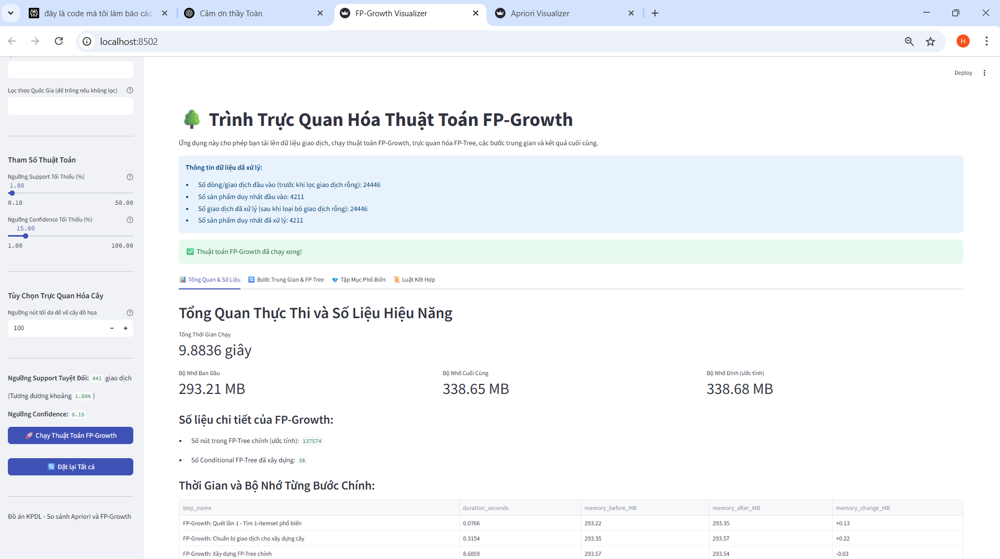 đây là code mà tôi làm báo cáo
Cảm ơn thầy Toàn
FP-Growth Visualizer
Apriori Visualizer
localhost:8502
H
Deploy
Lọc theo Quốc Gia (để trống nếu không lọc)
Tham Số Thuật Toán
Ngưỡng Support Tối Thiểu (%)
1.80
0.10 50.00
Ngưỡng Confidence Tối Thiểu (%)
15.00
1.00 100.00
Tùy Chọn Trực Quan Hóa Cây
Ngưỡng nút tối đa để vẽ cây đồ họa
100 - +
Ngưỡng Support Tuyệt Đối: 441 giao dịch
(Tương đương khoảng 1.80%)
Ngưỡng Confidence: 0.15
🚀 Chạy Thuật Toán FP-Growth
🔄 Đặt lại Tất cả
Đồ án KPDL - So sánh Apriori và FP-Growth
🌳 Trình Trực Quan Hóa Thuật Toán FP-Growth
Ứng dụng này cho phép bạn tải lên dữ liệu giao dịch, chạy thuật toán FP-Growth, trực quan hóa FP-Tree, các bước trung gian và kết quả cuối cùng.
Thông tin dữ liệu đã xử lý:
• Số dòng/giao dịch đầu vào (trước khi lọc giao dịch rỗng): 24446
• Số sản phẩm duy nhất đầu vào: 4211
• Số giao dịch đã xử lý (sau khi loại bỏ giao dịch rỗng): 24446
• Số sản phẩm duy nhất đã xử lý: 4211
✅ Thuật toán FP-Growth đã chạy xong!
📊 Tổng Quan & Số Liệu 🔄 Bước Trung Gian & FP-Tree 💎 Tập Mục Phổ Biến 📜 Luật Kết Hợp
Tổng Quan Thực Thi và Số Liệu Hiệu Năng
Tổng Thời Gian Chạy
9.8836 giây
Bộ Nhớ Ban Đầu Bộ Nhớ Cuối Cùng Bộ Nhớ Đỉnh (ước tính)
293.21 MB 338.65 MB 338.68 MB
Số liệu chi tiết của FP-Growth:
• Số nút trong FP-Tree chính (ước tính): 137574
• Số Conditional FP-Tree đã xây dựng: 38
Thời Gian và Bộ Nhớ Từng Bước Chính:
step_name duration_seconds memory_before_MB memory_after_MB memory_change_MB
FP-Growth: Quét lần 1 - Tìm 1-itemset phổ biến 0.0766 293.22 293.35 +0.13
FP-Growth: Chuẩn bị giao dịch cho xây dựng cây 0.3154 293.35 293.57 +0.22
FP-Growth: Xây dựng FP-Tree chính 8.6859 293.57 293.54 -0.03